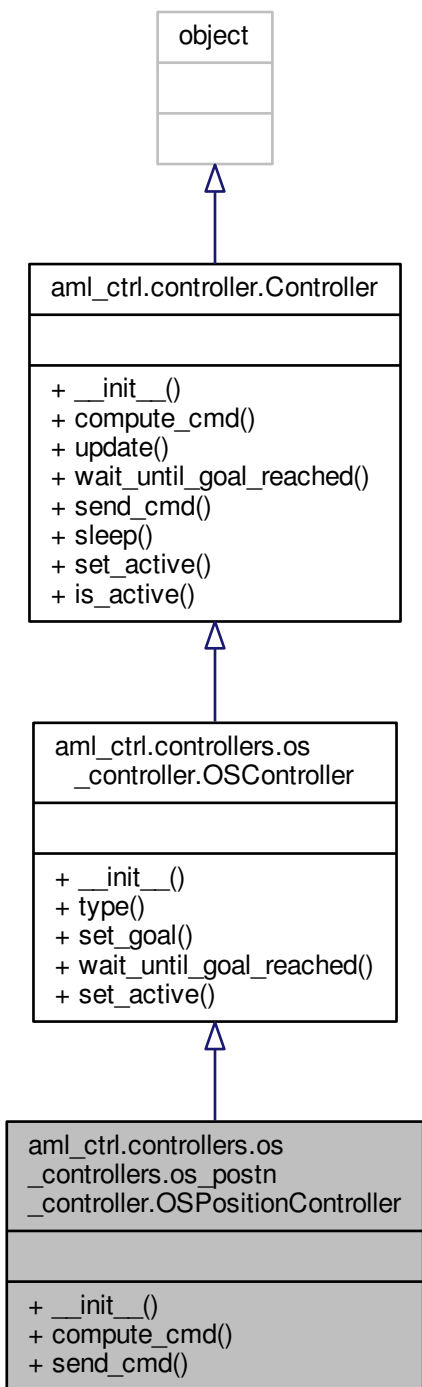 object
aml_ctrl.controller.Controller
+ __init__()
+ compute_cmd()
+ update()
+ wait_until_goal_reached()
+ send_cmd()
+ sleep()
+ set_active()
+ is_active()
aml_ctrl.controllers.os
_controller.OSController
+ __init__()
+ type()
+ set_goal()
+ wait_until_goal_reached()
+ set_active()
aml_ctrl.controllers.os
_controllers.os_postn
_controller.OSPositionController
+ __init__()
+ compute_cmd()
+ send_cmd()